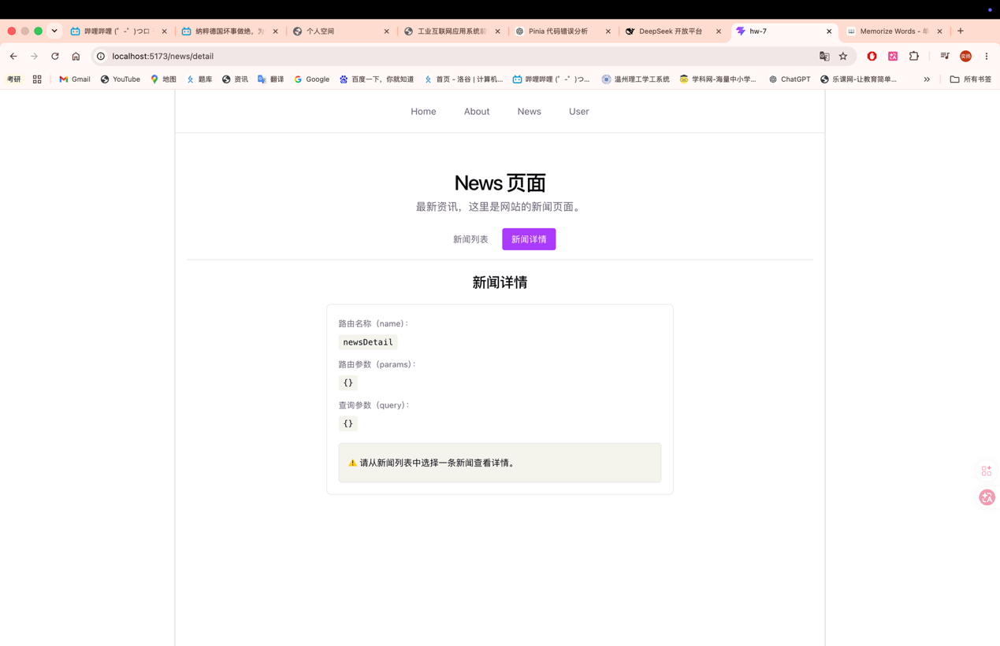 哔哩哔哩 (゜-゜)つロ
纳粹德国坏事做绝，为
个人空间
工业互联网应用系统前
Pinia 代码错误分析
DeepSeek 开放平台
hw-7
Memorize Words - 单
localhost:5173/news/detail
奕扬
考研
Gmail
YouTube
地图
题库
资讯
翻译
Google
百度一下，你就知道
首页 - 洛谷 | 计算机...
哔哩哔哩 (゜-゜)つ...
温州理工学工系统
学科网-海量中小学...
ChatGPT
乐课网-让教育简单...
所有书签
Home
About
News
User
News 页面
最新资讯，这里是网站的新闻页面。
新闻列表
新闻详情
新闻详情
路由名称（name）：
newsDetail
路由参数（params）：
{}
查询参数（query）：
{}
⚠️ 请从新闻列表中选择一条新闻查看详情。